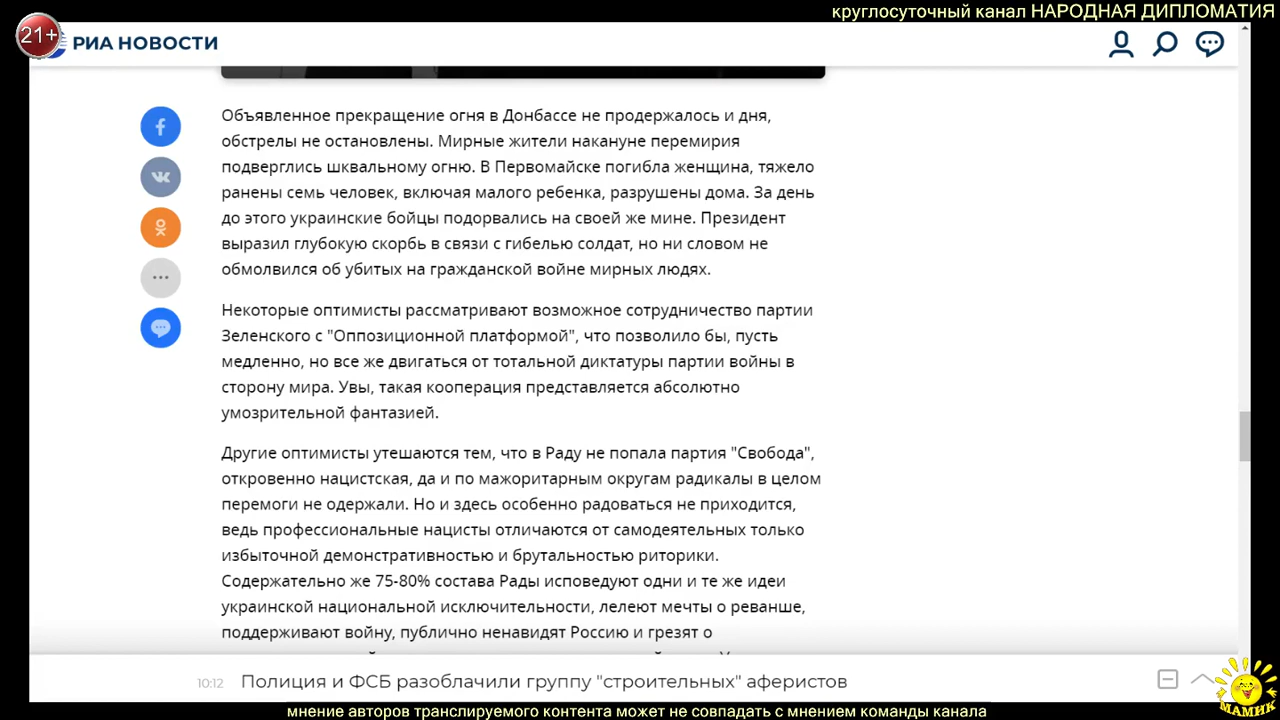 круглосуточный канал НАРОДНАЯ ДИПЛОМАТИЯ
21+
РИА НОВОСТИ
Объявленное прекращение огня в Донбассе не продержалось и дня,
обстрелы не остановлены. Мирные жители накануне перемирия
подверглись шквальному огню. В Первомайске погибла женщина, тяжело
ранены семь человек, включая малого ребенка, разрушены дома. За день
до этого украинские бойцы подорвались на своей же мине. Президент
выразил глубокую скорбь в связи с гибелью солдат, но ни словом не
обмолвился об убитых на гражданской войне мирных людях.
Некоторые оптимисты рассматривают возможное сотрудничество партии
Зеленского с "Оппозиционной платформой", что позволило бы, пусть
медленно, но все же двигаться от тотальной диктатуры партии войны в
сторону мира. Увы, такая кооперация представляется абсолютно
умозрительной фантазией.
Другие оптимисты утешаются тем, что в Раду не попала партия "Свобода",
откровенно нацистская, да и по мажоритарным округам радикалы в целом
перемоги не одержали. Но и здесь особенно радоваться не приходится,
ведь профессиональные нацисты отличаются от самодеятельных только
избыточной демонстративностью и брутальностью риторики.
Содержательно же 75-80% состава Рады исповедуют одни и те же идеи
украинской национальной исключительности, лелеют мечты о реванше,
поддерживают войну, публично ненавидят Россию и грезят о
10:12 Полиция и ФСБ разоблачили группу "строительных" аферистов
МАМИК
мнение авторов транслируемого контента может не совпадать с мнением команды канала